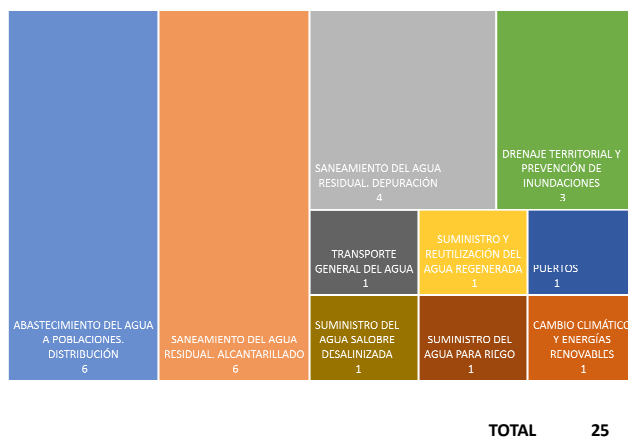 ABASTECIMIENTO DEL AGUA
A POBLACIONES.
DISTRIBUCIÓN
6
SANEAMIENTO DEL AGUA
RESIDUAL. ALCANTARILLADO
6
SANEAMIENTO DEL AGUA
RESIDUAL. DEPURACIÓN
4
DRENAJE TERRITORIAL Y
PREVENCIÓN DE
INUNDACIONES
3
TRANSPORTE
GENERAL DEL AGUA
1
SUMINISTRO Y
REUTILIZACIÓN DEL
AGUA REGENERADA
1
PUERTOS
1
SUMINISTRO DEL
AGUA SALOBRE
DESALINIZADA
1
SUMINISTRO DEL
AGUA PARA RIEGO
1
CAMBIO CLIMÁTICO
Y ENERGÍAS
RENOVABLES
1
TOTAL 25